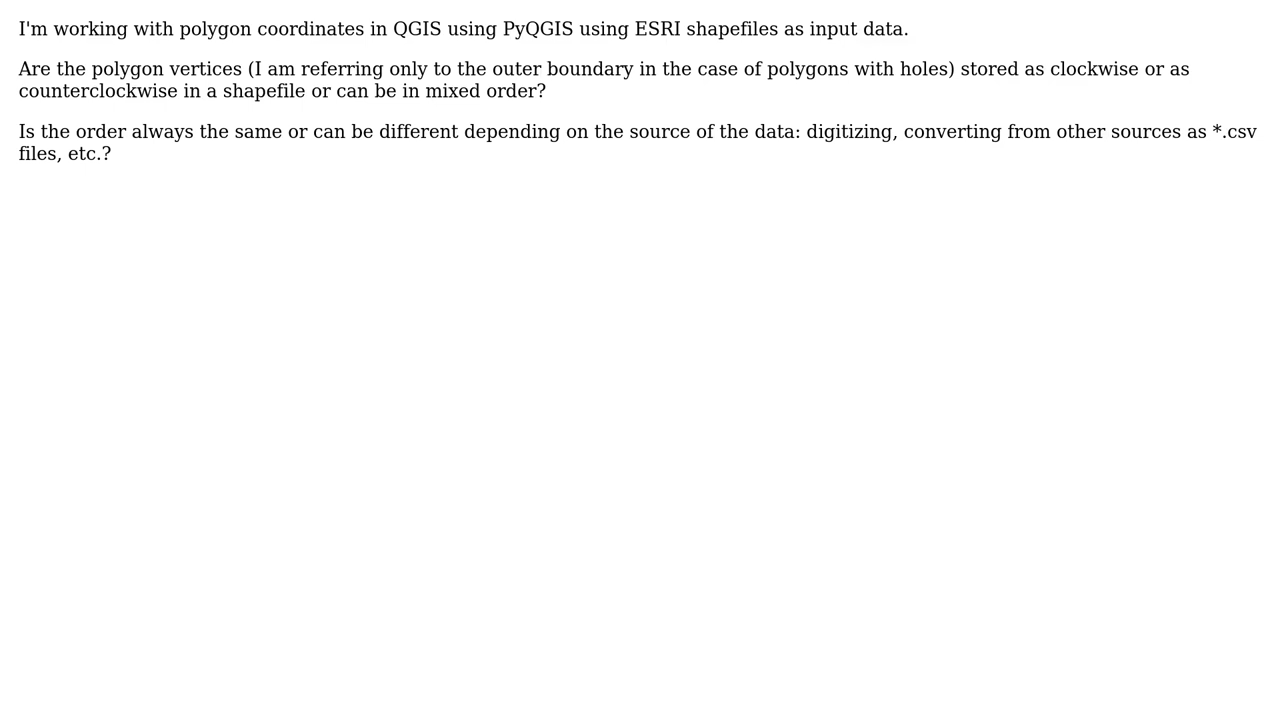 I'm working with polygon coordinates in QGIS using PyQGIS using ESRI shapefiles as input data.
Are the polygon vertices (I am referring only to the outer boundary in the case of polygons with holes) stored as clockwise or as
counterclockwise in a shapefile or can be in mixed order?
Is the order always the same or can be different depending on the source of the data: digitizing, converting from other sources as *.csv
files, etc.?